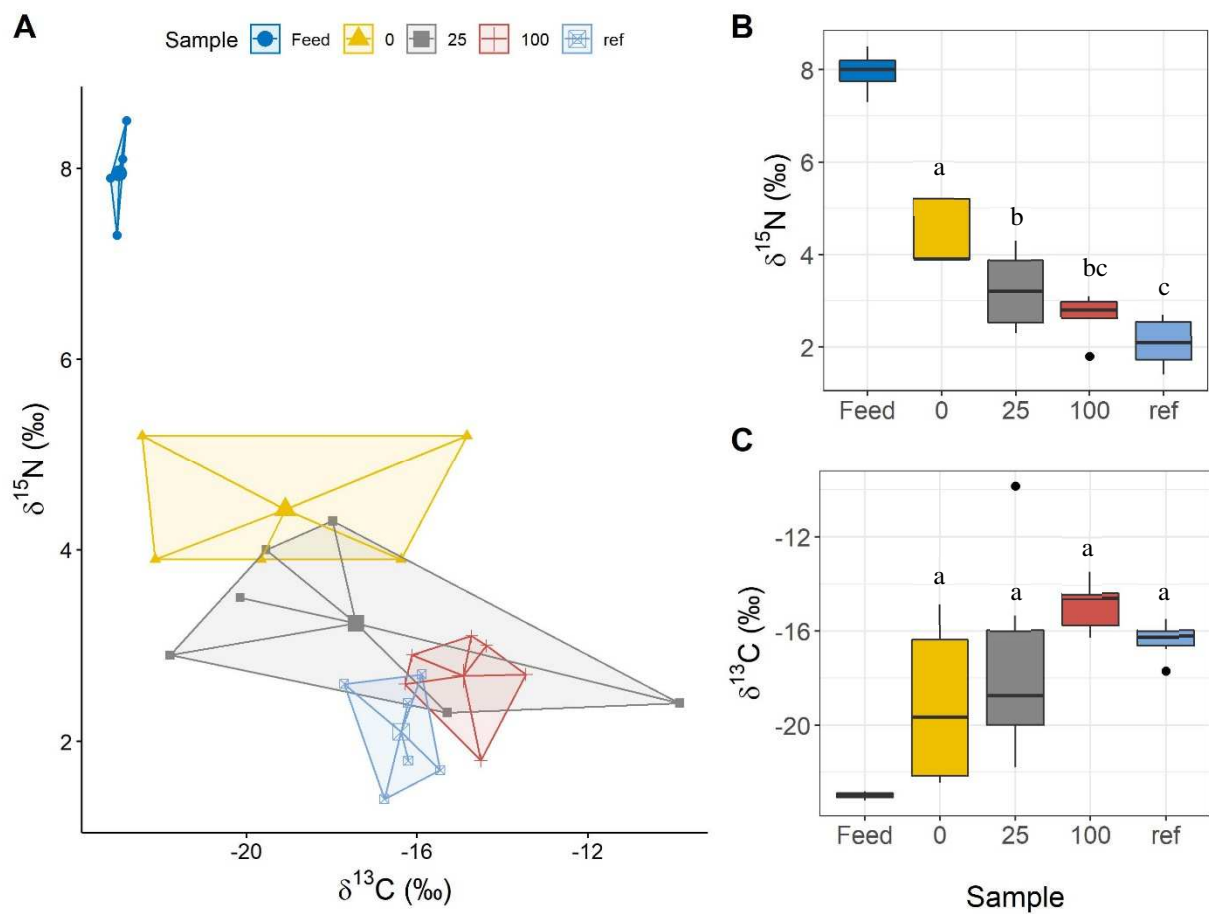 A
Sample Feed 0 25 100 ref
δ¹⁵N (‰)
8
6
4
2
-20 -16 -12
δ¹³C (‰)
B
δ¹⁵N (‰)
8
6
4
2
a
b
bc
c
Feed 0 25 100 ref
C
δ¹³C (‰)
-12
-16
-20
a a a a
Feed 0 25 100 ref
Sample